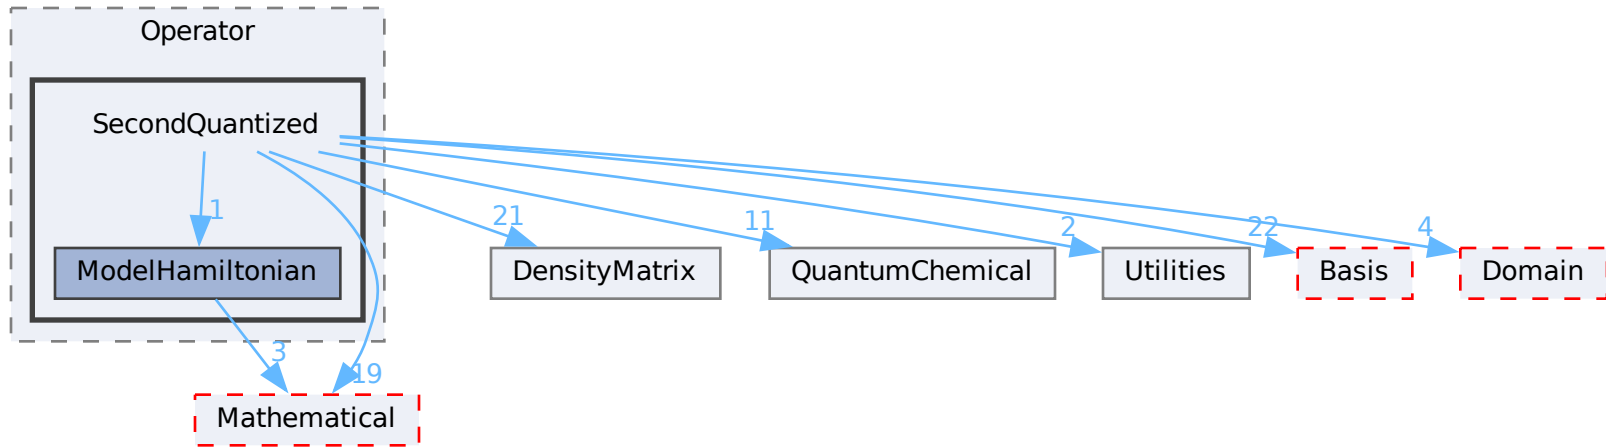 Operator
SecondQuantized
1
21
11
2
22
4
ModelHamiltonian
DensityMatrix
QuantumChemical
Utilities
Basis
Domain
3
19
Mathematical